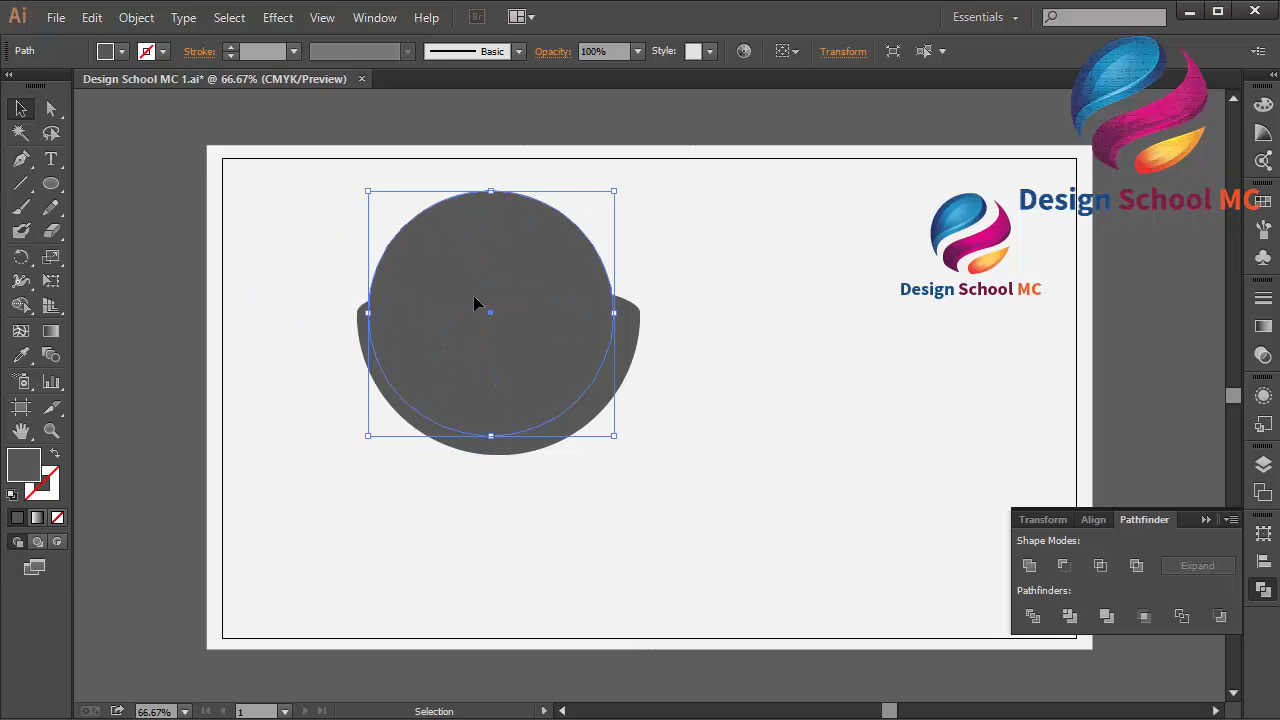 Ai File Edit Object Type Select Effect View Window Help Br Essentials
Path Stroke: Basic Opacity: 100% Style: Transform
Design School MC 1.ai* @ 66.67% (CMYK/Preview)
Design School MC
Design School MC
Transform Align Pathfinder
Shape Modes:
Expand
Pathfinders:
66.67% 1 Selection